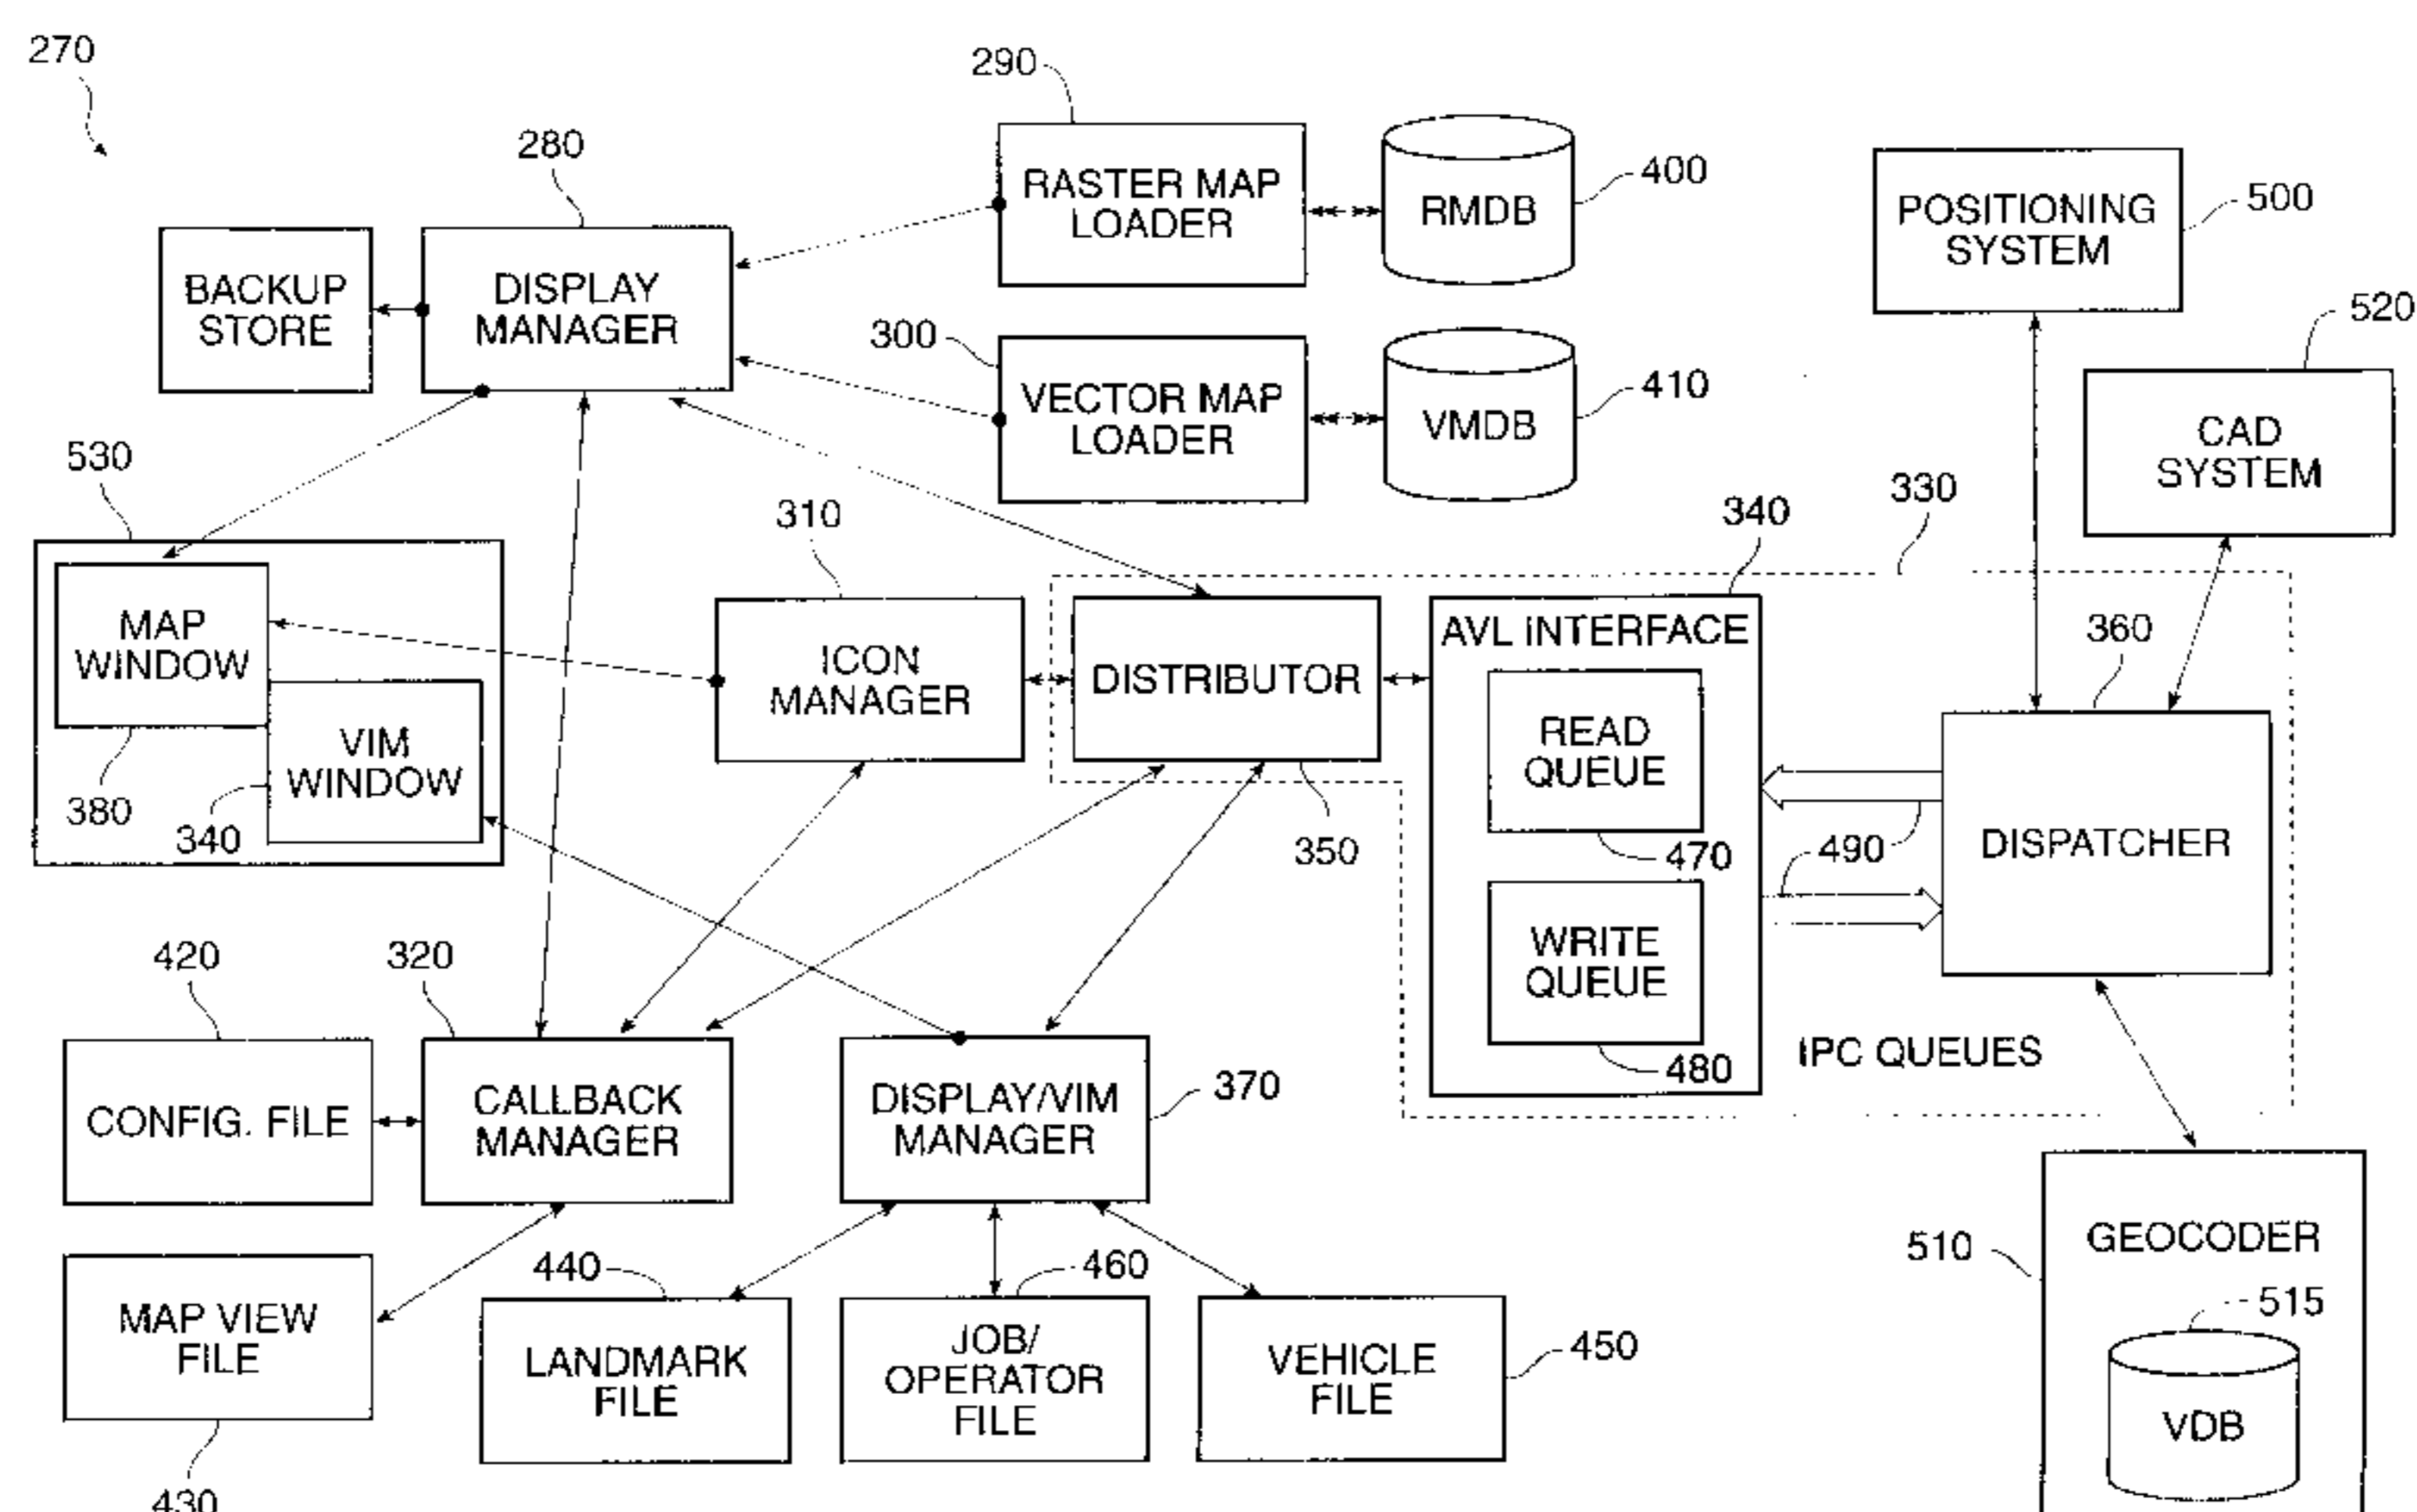 270
290
280
RASTER MAP
LOADER
RMDB
400
POSITIONING
SYSTEM
500
BACKUP
STORE
DISPLAY
MANAGER
520
300
VECTOR MAP
LOADER
VMDB
410
CAD
SYSTEM
530
310
340
330
MAP
WINDOW
ICON
MANAGER
DISTRIBUTOR
AVL INTERFACE
360
READ
QUEUE
VIM
WINDOW
380
340
350
470
490
DISPATCHER
WRITE
QUEUE
420
320
480
IPC QUEUES
CONFIG. FILE
CALLBACK
MANAGER
DISPLAY/VIM
MANAGER
370
510
GEOCODER
440
460
515
MAP VIEW
FILE
LANDMARK
FILE
JOB/
OPERATOR
FILE
VEHICLE
FILE
450
VDB
430